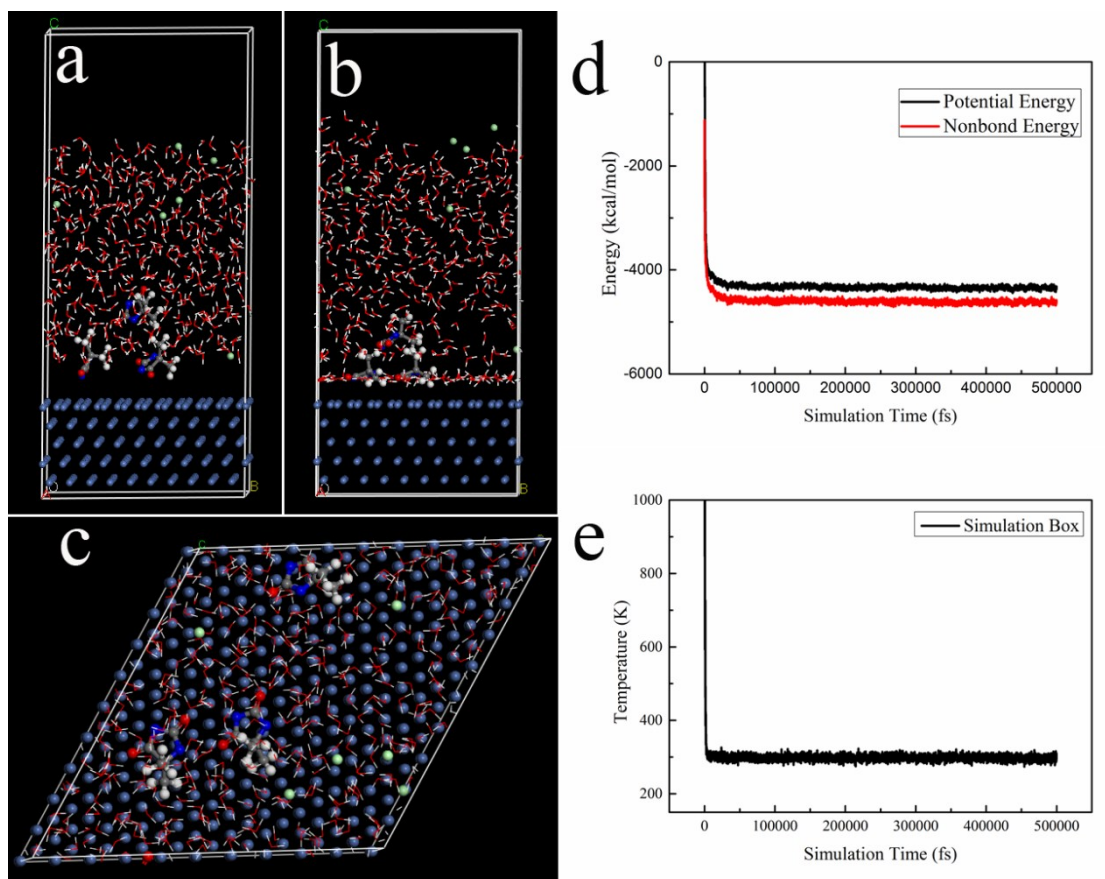 a
C
O
B
b
C
O
B
c
C
d
0
-2000
-4000
-6000
Energy (kcal/mol)
Potential Energy
Nonbond Energy
0 100000 200000 300000 400000 500000
Simulation Time (fs)
e
1000
800
600
400
200
Temperature (K)
Simulation Box
0 100000 200000 300000 400000 500000
Simulation Time (fs)